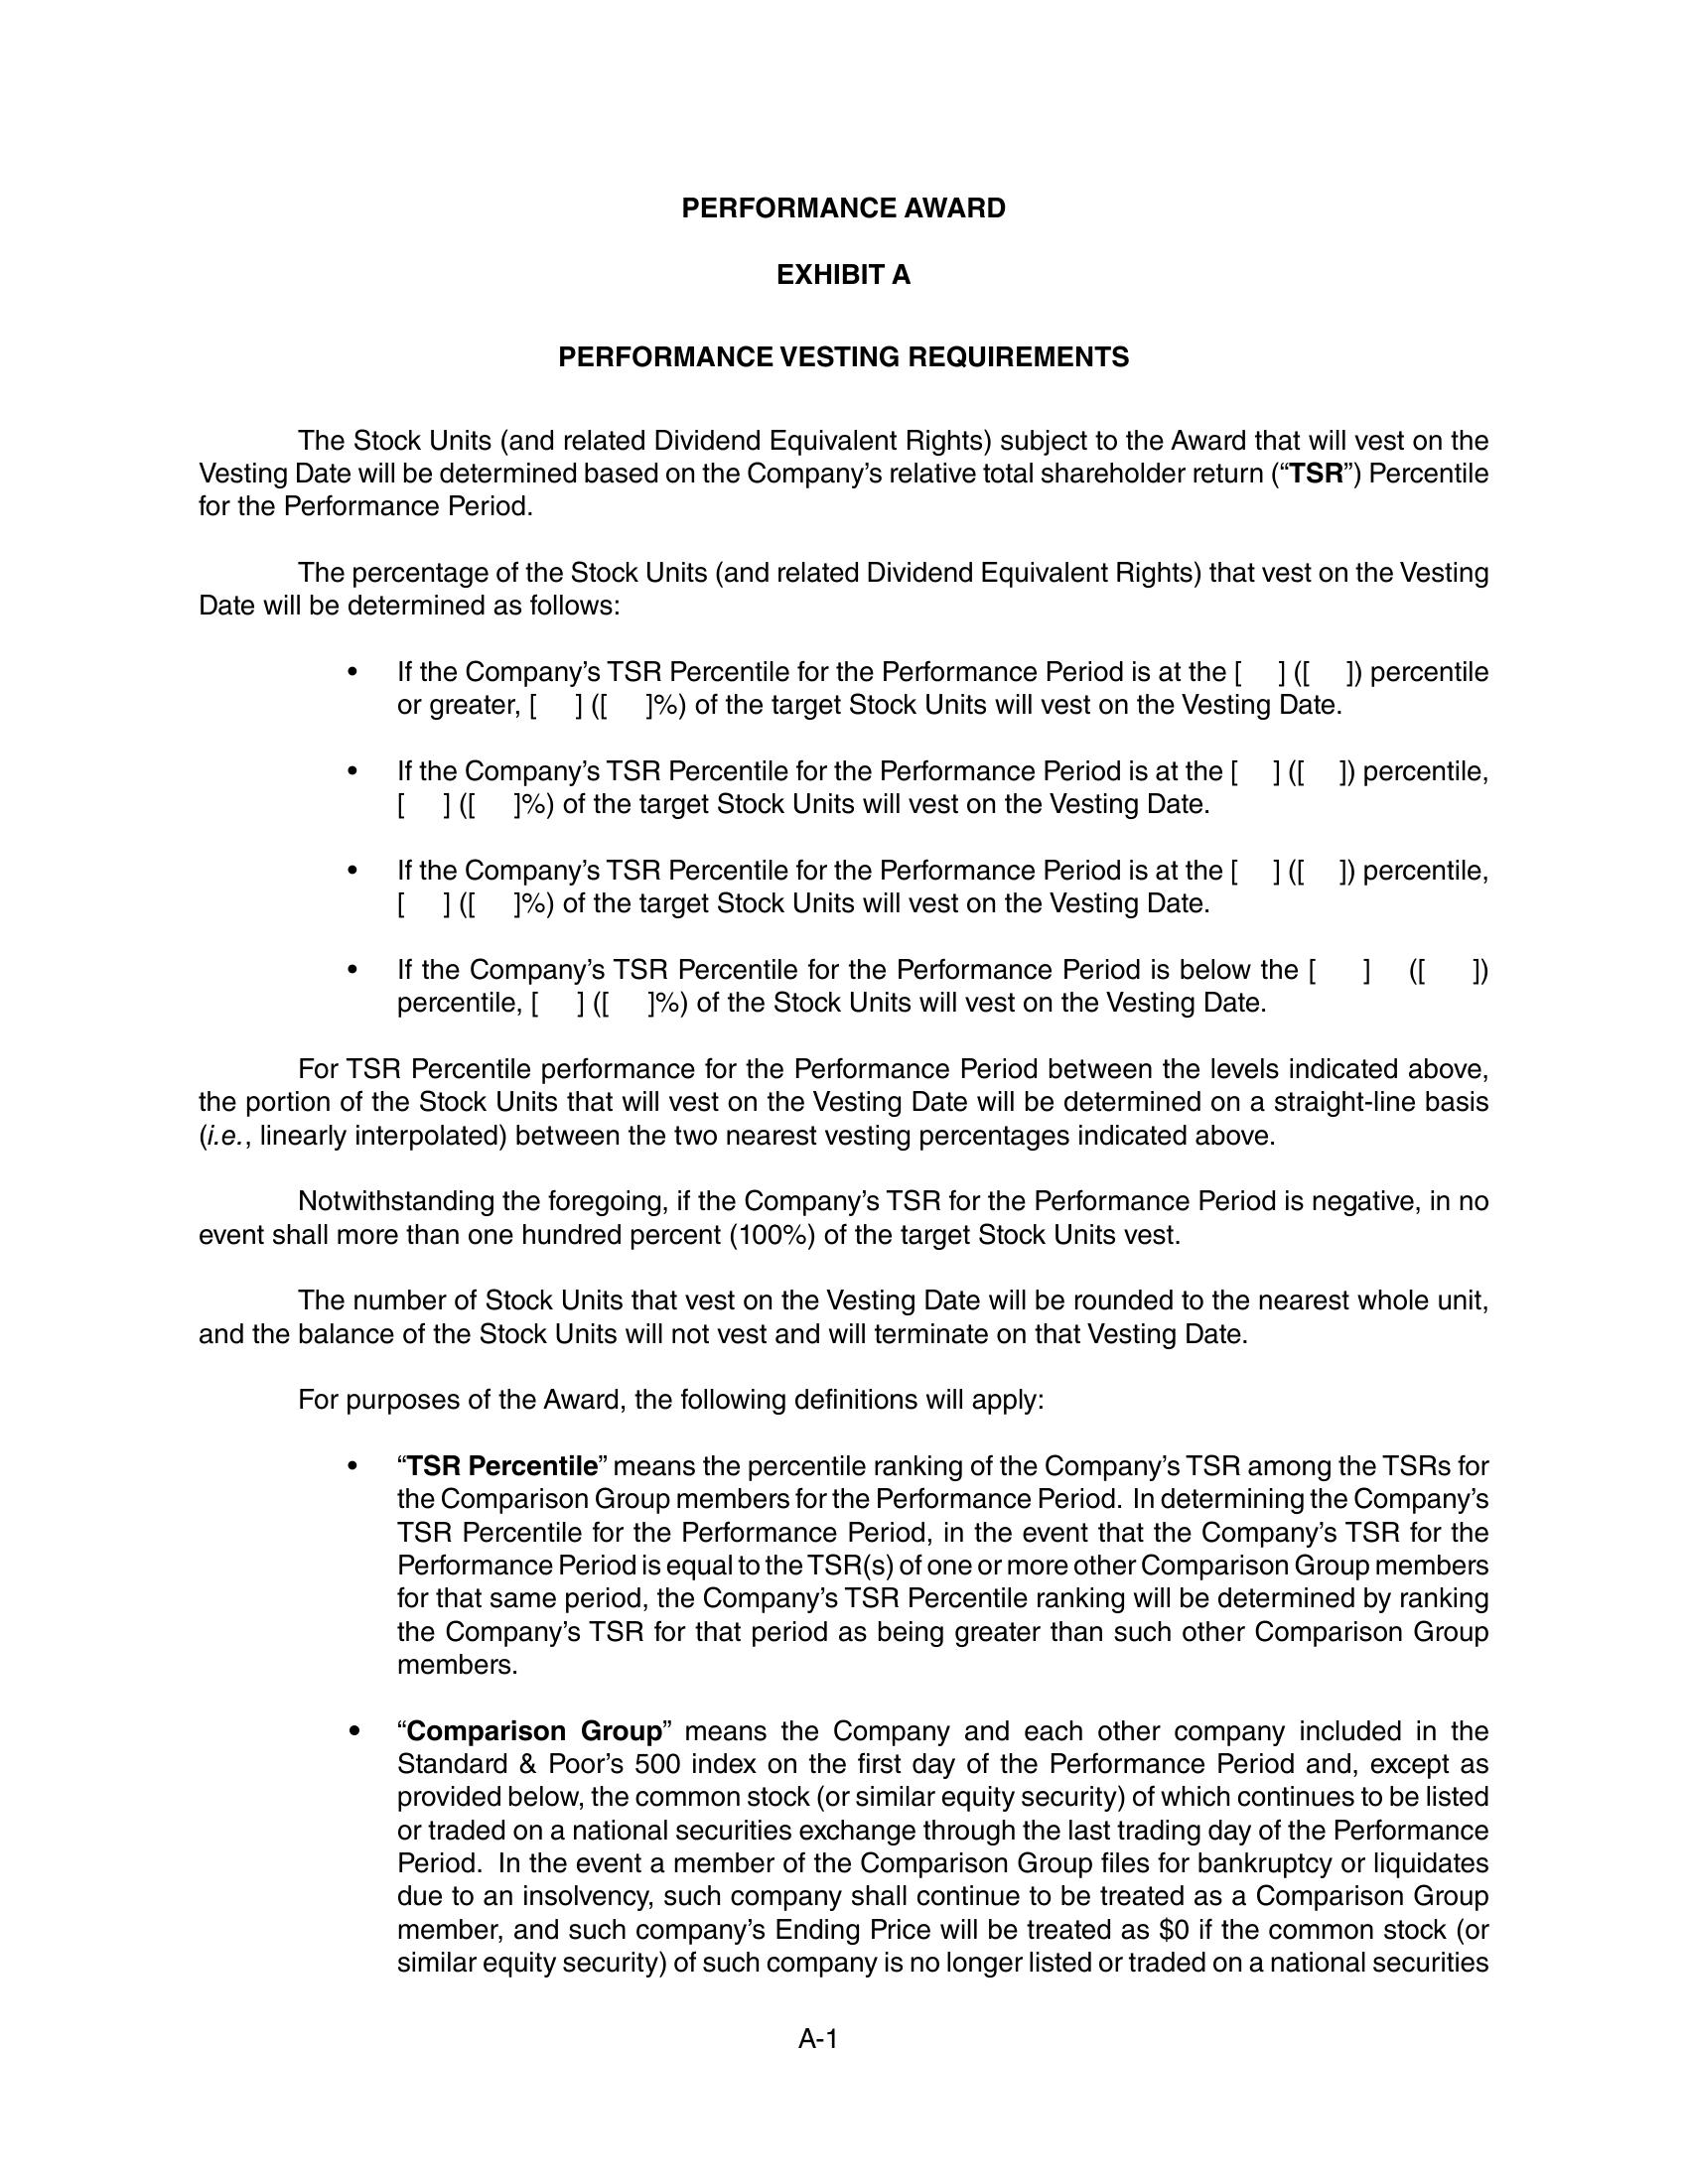 PERFORMANCE AWARD
EXHIBIT A
PERFORMANCE VESTING REQUIREMENTS
The Stock Units (and related Dividend Equivalent Rights) subject to the Award that will vest on the
Vesting Date will be determined based on the Company’s relative total shareholder return (“TSR”) Percentile
for the Performance Period.
The percentage of the Stock Units (and related Dividend Equivalent Rights) that vest on the Vesting
Date will be determined as follows:
• If the Company’s TSR Percentile for the Performance Period is at the [ ] ([ ]) percentile
or greater, [ ] ([ ]%) of the target Stock Units will vest on the Vesting Date.
• If the Company’s TSR Percentile for the Performance Period is at the [ ] ([ ]) percentile,
[ ] ([ ]%) of the target Stock Units will vest on the Vesting Date.
• If the Company’s TSR Percentile for the Performance Period is at the [ ] ([ ]) percentile,
[ ] ([ ]%) of the target Stock Units will vest on the Vesting Date.
• If the Company’s TSR Percentile for the Performance Period is below the [ ] ([ ])
percentile, [ ] ([ ]%) of the Stock Units will vest on the Vesting Date.
For TSR Percentile performance for the Performance Period between the levels indicated above,
the portion of the Stock Units that will vest on the Vesting Date will be determined on a straight-line basis
(i.e., linearly interpolated) between the two nearest vesting percentages indicated above.
Notwithstanding the foregoing, if the Company’s TSR for the Performance Period is negative, in no
event shall more than one hundred percent (100%) of the target Stock Units vest.
The number of Stock Units that vest on the Vesting Date will be rounded to the nearest whole unit,
and the balance of the Stock Units will not vest and will terminate on that Vesting Date.
For purposes of the Award, the following definitions will apply:
• “TSR Percentile” means the percentile ranking of the Company’s TSR among the TSRs for
the Comparison Group members for the Performance Period. In determining the Company’s
TSR Percentile for the Performance Period, in the event that the Company’s TSR for the
Performance Period is equal to the TSR(s) of one or more other Comparison Group members
for that same period, the Company’s TSR Percentile ranking will be determined by ranking
the Company’s TSR for that period as being greater than such other Comparison Group
members.
• “Comparison Group” means the Company and each other company included in the
Standard & Poor’s 500 index on the first day of the Performance Period and, except as
provided below, the common stock (or similar equity security) of which continues to be listed
or traded on a national securities exchange through the last trading day of the Performance
Period. In the event a member of the Comparison Group files for bankruptcy or liquidates
due to an insolvency, such company shall continue to be treated as a Comparison Group
member, and such company’s Ending Price will be treated as $0 if the common stock (or
similar equity security) of such company is no longer listed or traded on a national securities
A-1